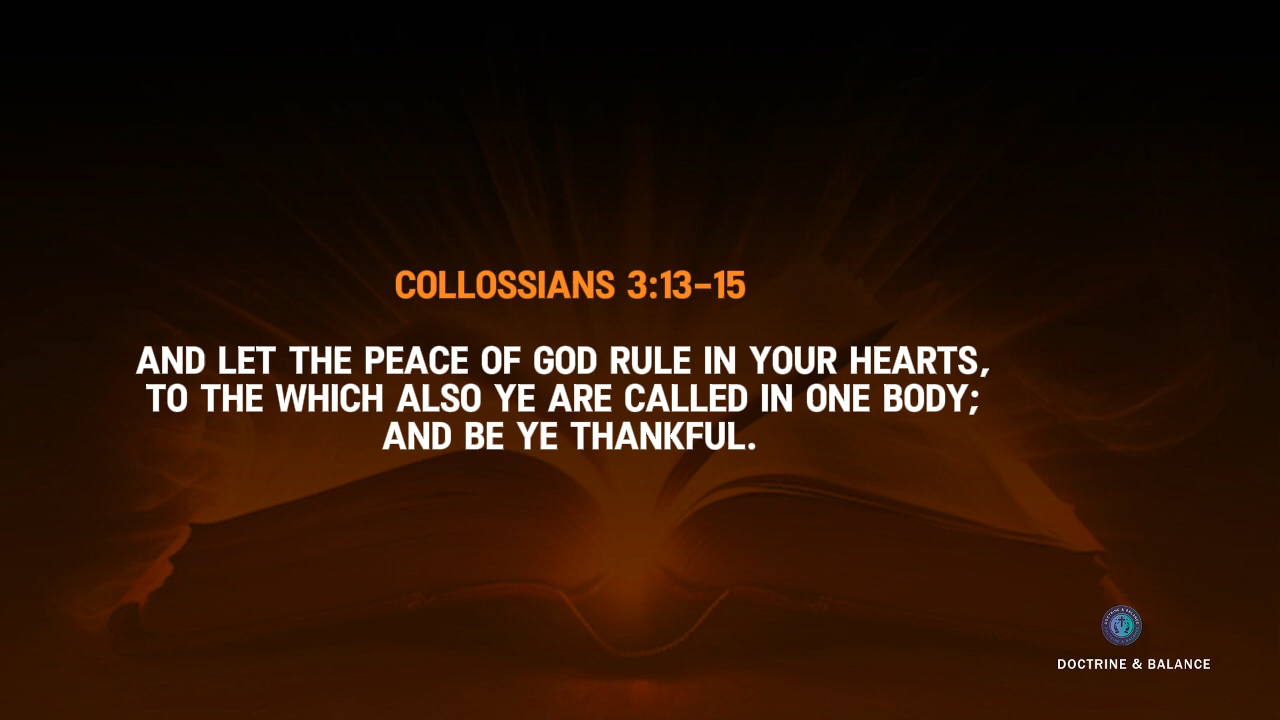 COLLOSSIANS 3:13-15
AND LET THE PEACE OF GOD RULE IN YOUR HEARTS,
TO THE WHICH ALSO YE ARE CALLED IN ONE BODY;
AND BE YE THANKFUL.
DOCTRINE & BALANCE